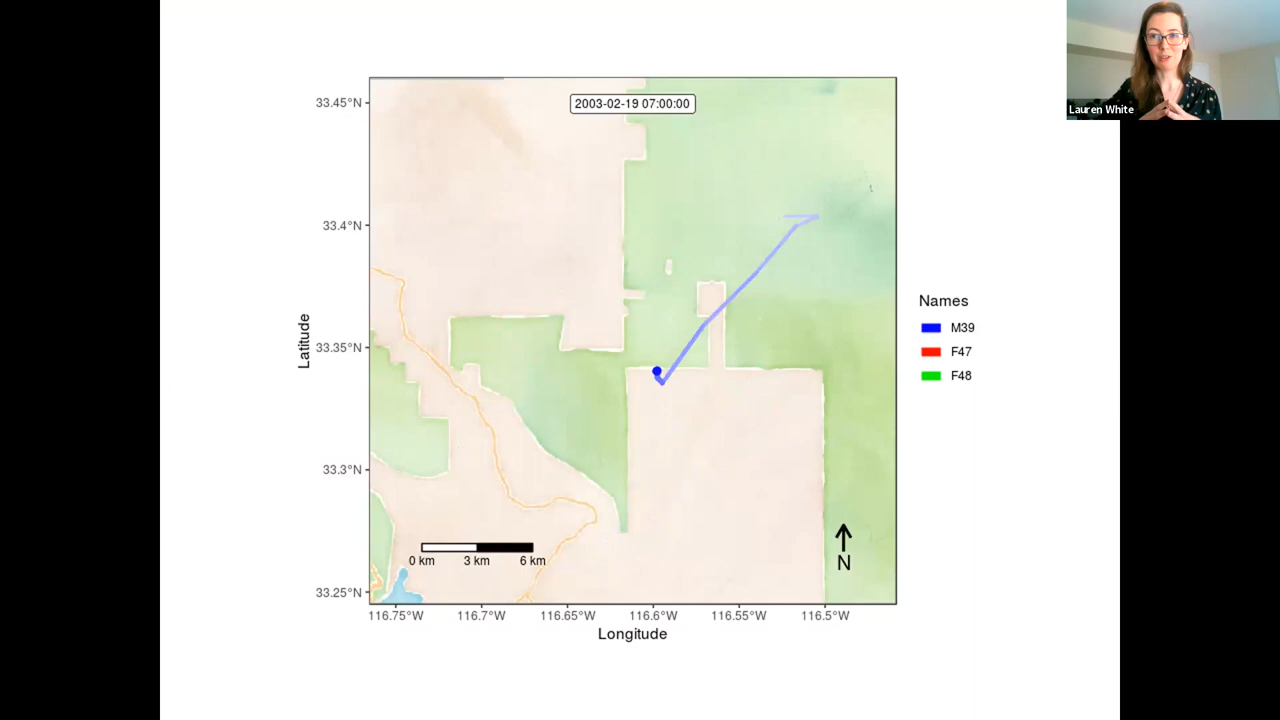 Lauren White
2003-02-19 07:00:00
33.45°N
33.4°N
33.35°N
33.3°N
33.25°N
Latitude
0 km 3 km 6 km
N
116.75°W 116.7°W 116.65°W 116.6°W 116.55°W 116.5°W
Longitude
Names
M39
F47
F48